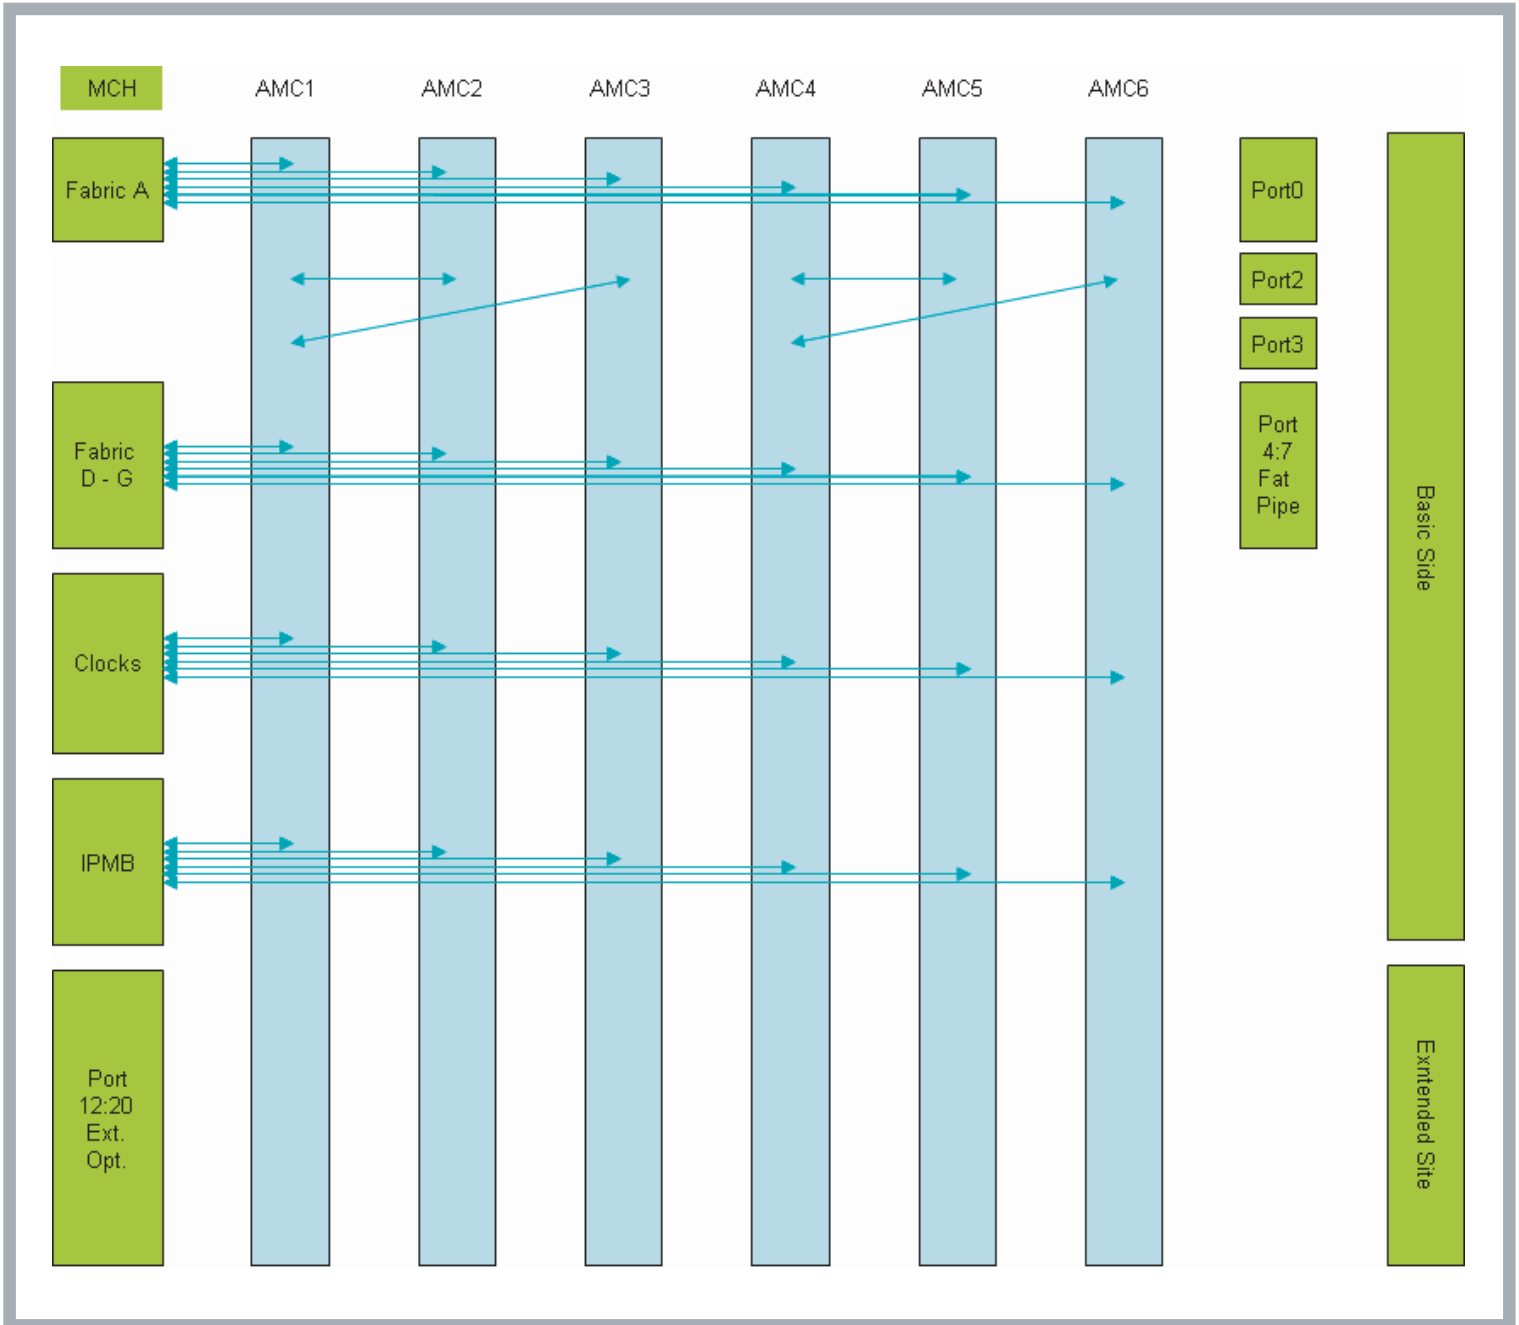 MCH AMC1 AMC2 AMC3 AMC4 AMC5 AMC6
Fabric A
Port0
Port2
Port3
Fabric
D - G
Port
4:7
Fat
Pipe
Basic Side
Clocks
IPMB
Port
12:20
Ext.
Opt.
Exntended Site